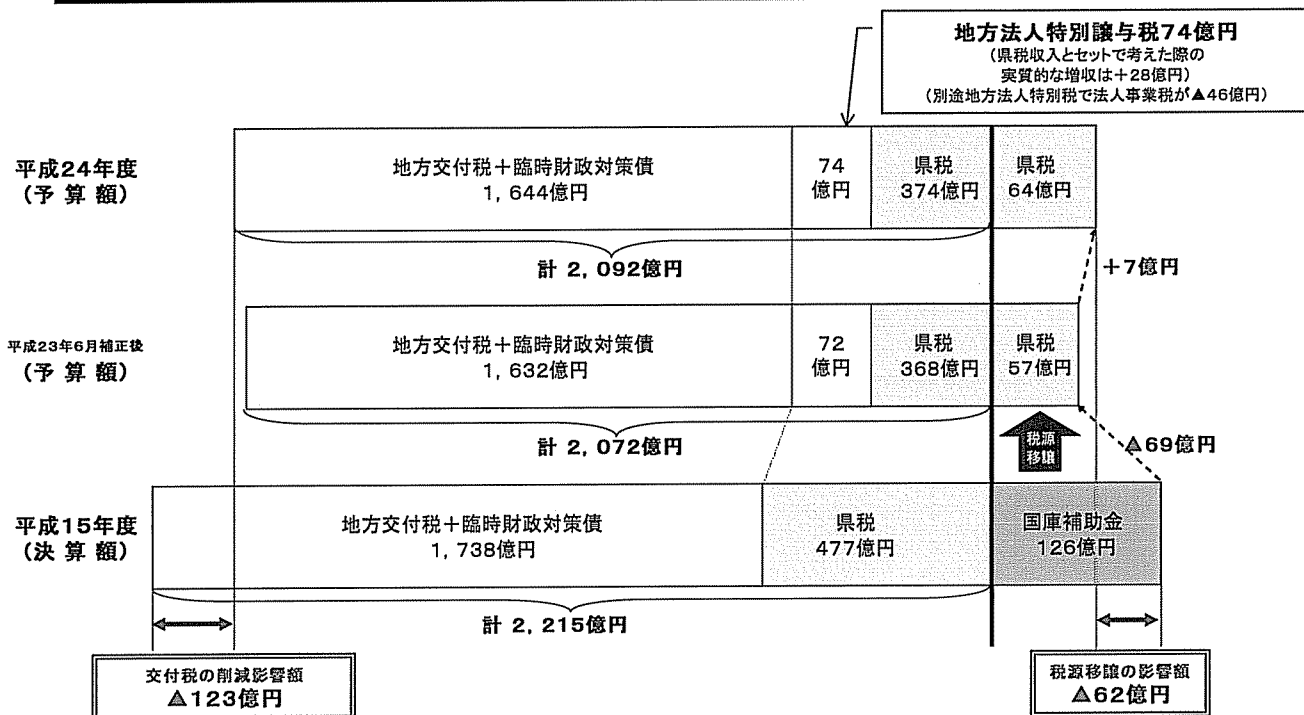 地方法人特別譲与税74億円
(県税収入とセットで考えた際の
実質的な増収は+28億円)
(別途地方法人特別税で法人事業税が▲46億円)
平成24年度
(予 算 額)
地方交付税+臨時財政対策債
1,644億円
74
億円
県税
374億円
県税
64億円
計 2,092億円
+7億円
平成23年6月補正後
(予 算 額)
地方交付税+臨時財政対策債
1,632億円
72
億円
県税
368億円
県税
57億円
計 2,072億円
税源
移譲
△69億円
平成15年度
(決 算 額)
地方交付税+臨時財政対策債
1,738億円
県税
477億円
国庫補助金
126億円
計 2,215億円
交付税の削減影響額
▲123億円
税源移譲の影響額
▲62億円